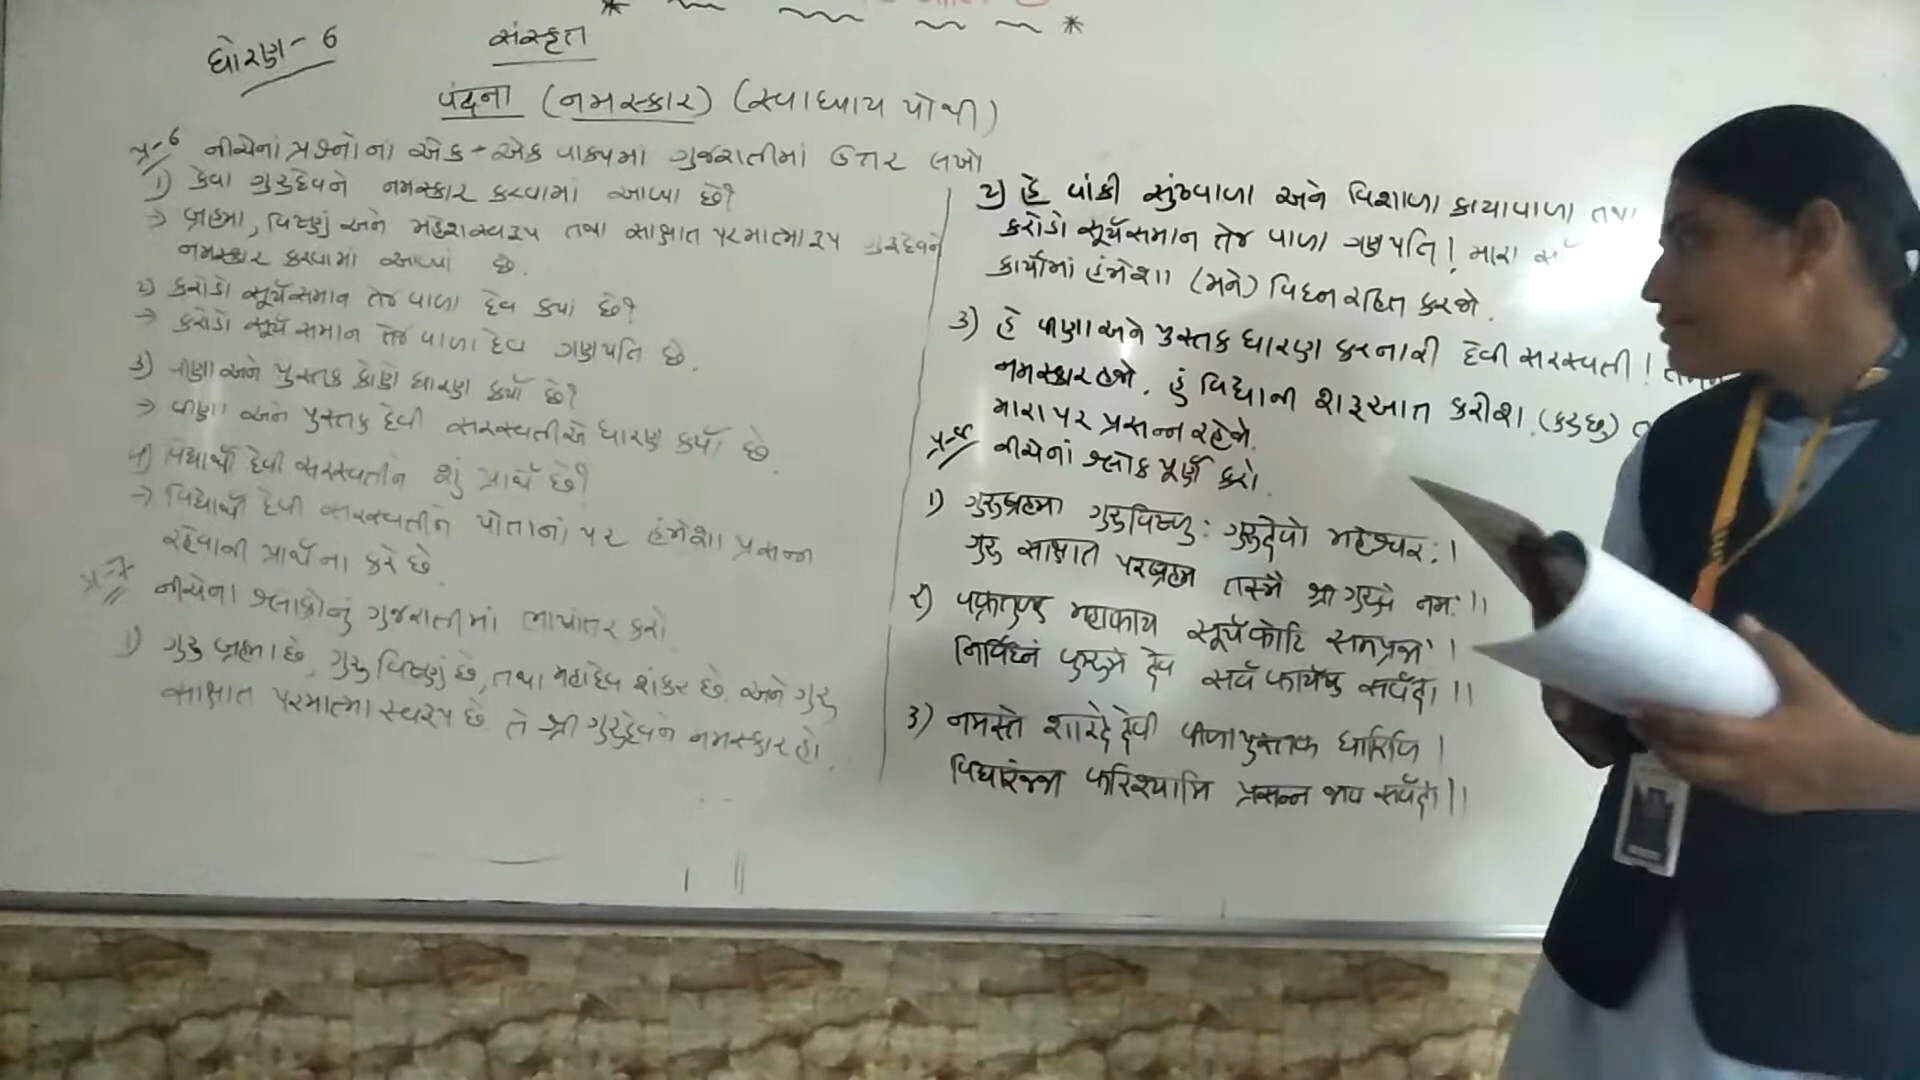 ધોરણ - 6
સંસ્કૃત
વંદના (નમસ્કાર) (સ્વાધ્યાય પોથી)
પ્ર-6 નીચેનાં પ્રશ્નોનાં એક - એક વાક્યમાં ગુજરાતીમાં ઉત્તર લખો
1) કેવા ગુરુદેવને નમસ્કાર કરવામાં આવ્યા છે?
→ બ્રહ્મા, વિષ્ણું અને મહેશસ્વરૂપ તથા સાક્ષાત પરમાત્મારૂપ ગુરુદેવને
નમસ્કાર કરવામાં આવ્યાં છે.
2) કરોડો સૂર્યસમાન તેજ વાળા દેવ કયાં છે?
→ કરોડો સૂર્ય સમાન તેજ વાળા દેવ ગણપતિ છે.
3) વીણા અને પુસ્તક કોણે ધારણ કર્યાં છે?
→ વીણા અને પુસ્તક દેવી સરસ્વતીએ ધારણ કર્યાં છે.
4) વિદ્યાર્થી દેવી સરસ્વતીને શું પ્રાર્થે છે?
→ વિદ્યાર્થી દેવી સરસ્વતીને પોતાનાં પર હંમેશા પ્રસન્ન
રહેવાની પ્રાર્થના કરે છે.
પ્ર-7 નીચેના શ્લોકોનું ગુજરાતીમાં ભાષાંતર કરો.
1) ગુરુ બ્રહ્મા છે, ગુરુ વિષ્ણું છે, તથા મહાદેવ શંકર છે. અને ગુરુ
સાક્ષાત પરમાત્મા સ્વરૂપ છે. તે શ્રી ગુરુદેવને નમસ્કાર હો.
2) હે વાંકી સુંઢવાળા અને વિશાળ કાયાવાળા તથા
કરોડો સૂર્યસમાન તેજ વાળા ગણપતિ! મારા
કાર્યોમાં હંમેશા (મને) વિઘ્ન રહિત કરજો.
3) હે વીણા અને પુસ્તક ધારણ કરનારી દેવી સરસ્વતી!
નમસ્કાર હજો. હું વિદ્યાની શરૂઆત કરીશ. (કરું છું)
મારા પર પ્રસન્ન રહેજો.
પ્ર-8 નીચેનાં શ્લોક પૂર્ણ કરો.
1) ગુરુબ્રહ્મા ગુરુવિષ્ણુ: ગુરુદેવો મહેશ્વર: ।
ગુરુ સાક્ષાત પરબ્રહ્મ તસ્મૈ શ્રી ગુરુવે નમ: ।।
2) વક્રતુણ્ડ મહાકાય સૂર્યકોટિ સમપ્રભ: ।
નિર્વિઘ્નં કુરુમે દેવ સર્વ કાર્યેષુ સર્વદા ।।
3) નમસ્તે શારદે દેવી વીણાપુસ્તક ધારિણિ ।
વિદ્યારંભ કરિશ્યામિ પ્રસન્ન ભવ સર્વદા ।।